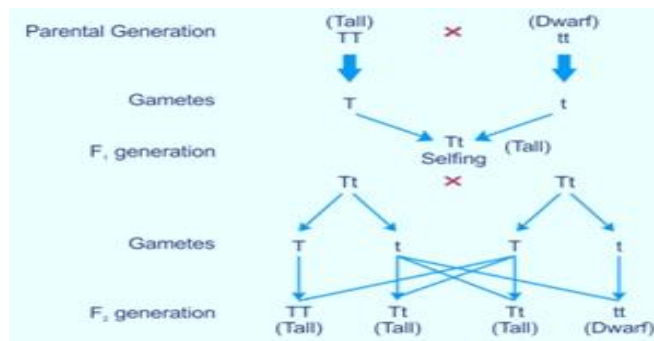 (Tall) (Dwarf)
Parental Generation TT × tt
Gametes T t
F₁ generation Tt (Tall)
Selfing
Tt × Tt
Gametes T t T t
F₂ generation TT Tt Tt tt
(Tall) (Tall) (Tall) (Dwarf)